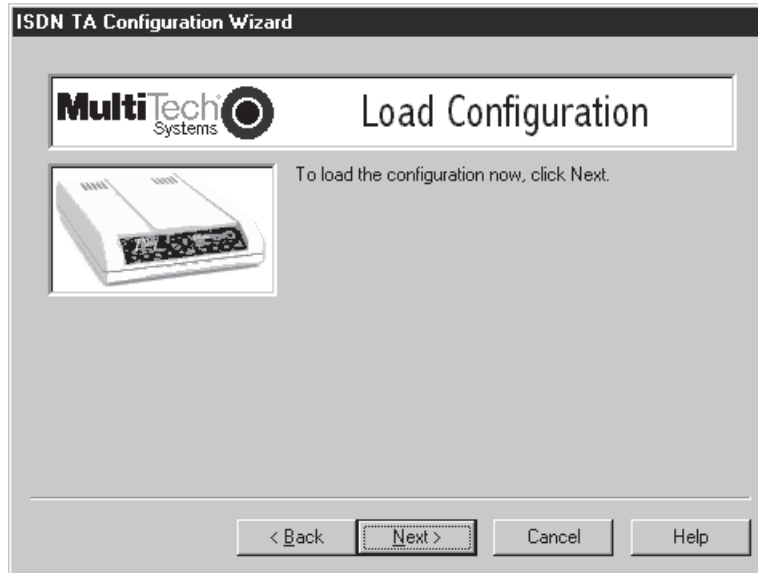 ISDN TA Configuration Wizard
MultiTech
Systems
Load Configuration
To load the configuration now, click Next.
< Back
Next >
Cancel
Help